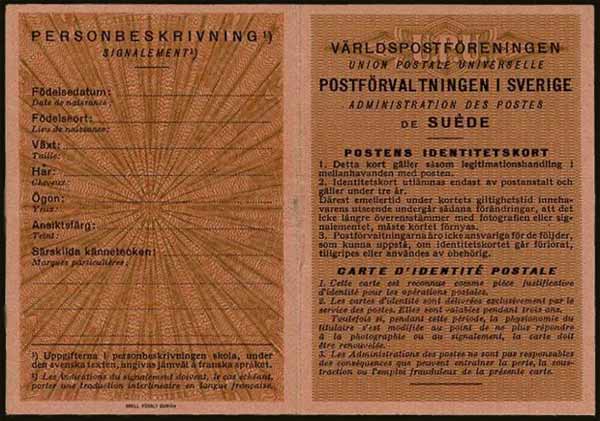 PERSONBESKRIVNING ¹)
SIGNALEMENT ¹)
Födelsedatum:
Date de naissance:
Födelseort:
Lieu de naissance:
Växt:
Taille:
Hår:
Cheveux:
Ögon:
Yeux:
Ansiktsfärg:
Teint:
Särskilda kännetecken:
Marques particulières:
¹) Uppgifterna i personbeskrivningen skola, under
den svenska texten, angivas jämväl å franska språket.
¹) Les indications du signalement doivent, le cas échéant,
porter une traduction interlinéaire en langue française.
VÄRLDSPOSTFÖRENINGEN
UNION POSTALE UNIVERSELLE
POSTFÖRVALTNINGEN I SVERIGE
ADMINISTRATION DES POSTES
DE SUÈDE
POSTENS IDENTITETSKORT
1. Detta kort gäller såsom legitimationshandling i
mellanhavanden med posten.
2. Identitetskort utlämnas endast av postanstalt och
gäller under tre år.
Därest emellertid under kortets giltighetstid inneha-
varens utseende undergår sådana förändringar, att det
icke längre överensstämmer med fotografien eller sig-
nalementet, måste kortet förnyas.
3. Postförvaltningarna äro icke ansvariga för de följder,
som kunna uppstå, om identitetskortet går förlorat,
tillgripes eller användes av obehörig.
CARTE D'IDENTITÉ POSTALE
1. Cette carte est reconnue comme pièce justificative
d'identité pour les opérations postales.
2. Les cartes d'identité sont délivrées exclusivement par le
service des postes. Elles sont valables pendant trois ans.
Toutefois si, pendant cette période, la physionomie du
titulaire s'est modifiée au point de ne plus répondre
à la photographie ou au signalement, la carte doit
être renouvelée.
3. Les Administrations des postes ne sont pas responsables
des conséquences que peuvent entraîner la perte, la sous-
traction ou l'emploi frauduleux de la présente carte.